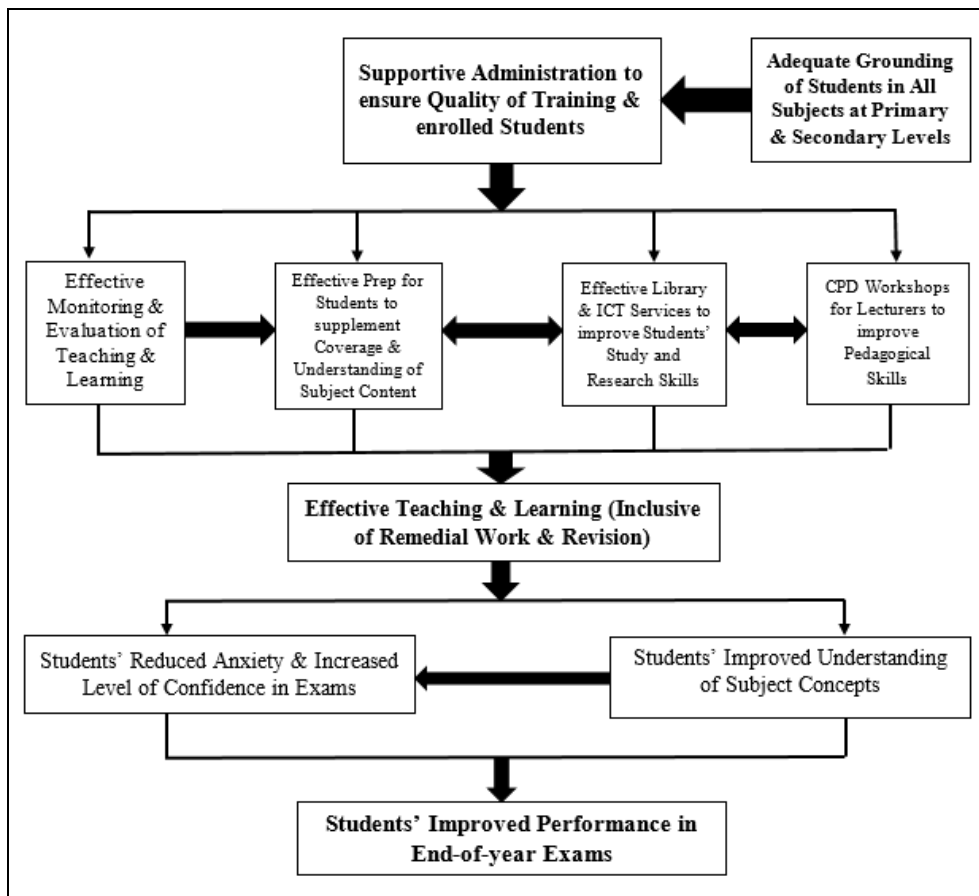 Supportive Administration to
ensure Quality of Training &
enrolled Students
Adequate Grounding
of Students in All
Subjects at Primary
& Secondary Levels
Effective
Monitoring &
Evaluation of
Teaching &
Learning
Effective Prep for
Students to
supplement
Coverage &
Understanding of
Subject Content
Effective Library
& ICT Services to
improve Students’
Study and
Research Skills
CPD Workshops
for Lecturers to
improve
Pedagogical
Skills
Effective Teaching & Learning (Inclusive
of Remedial Work & Revision)
Students’ Reduced Anxiety & Increased
Level of Confidence in Exams
Students’ Improved Understanding
of Subject Concepts
Students’ Improved Performance in
End-of-year Exams